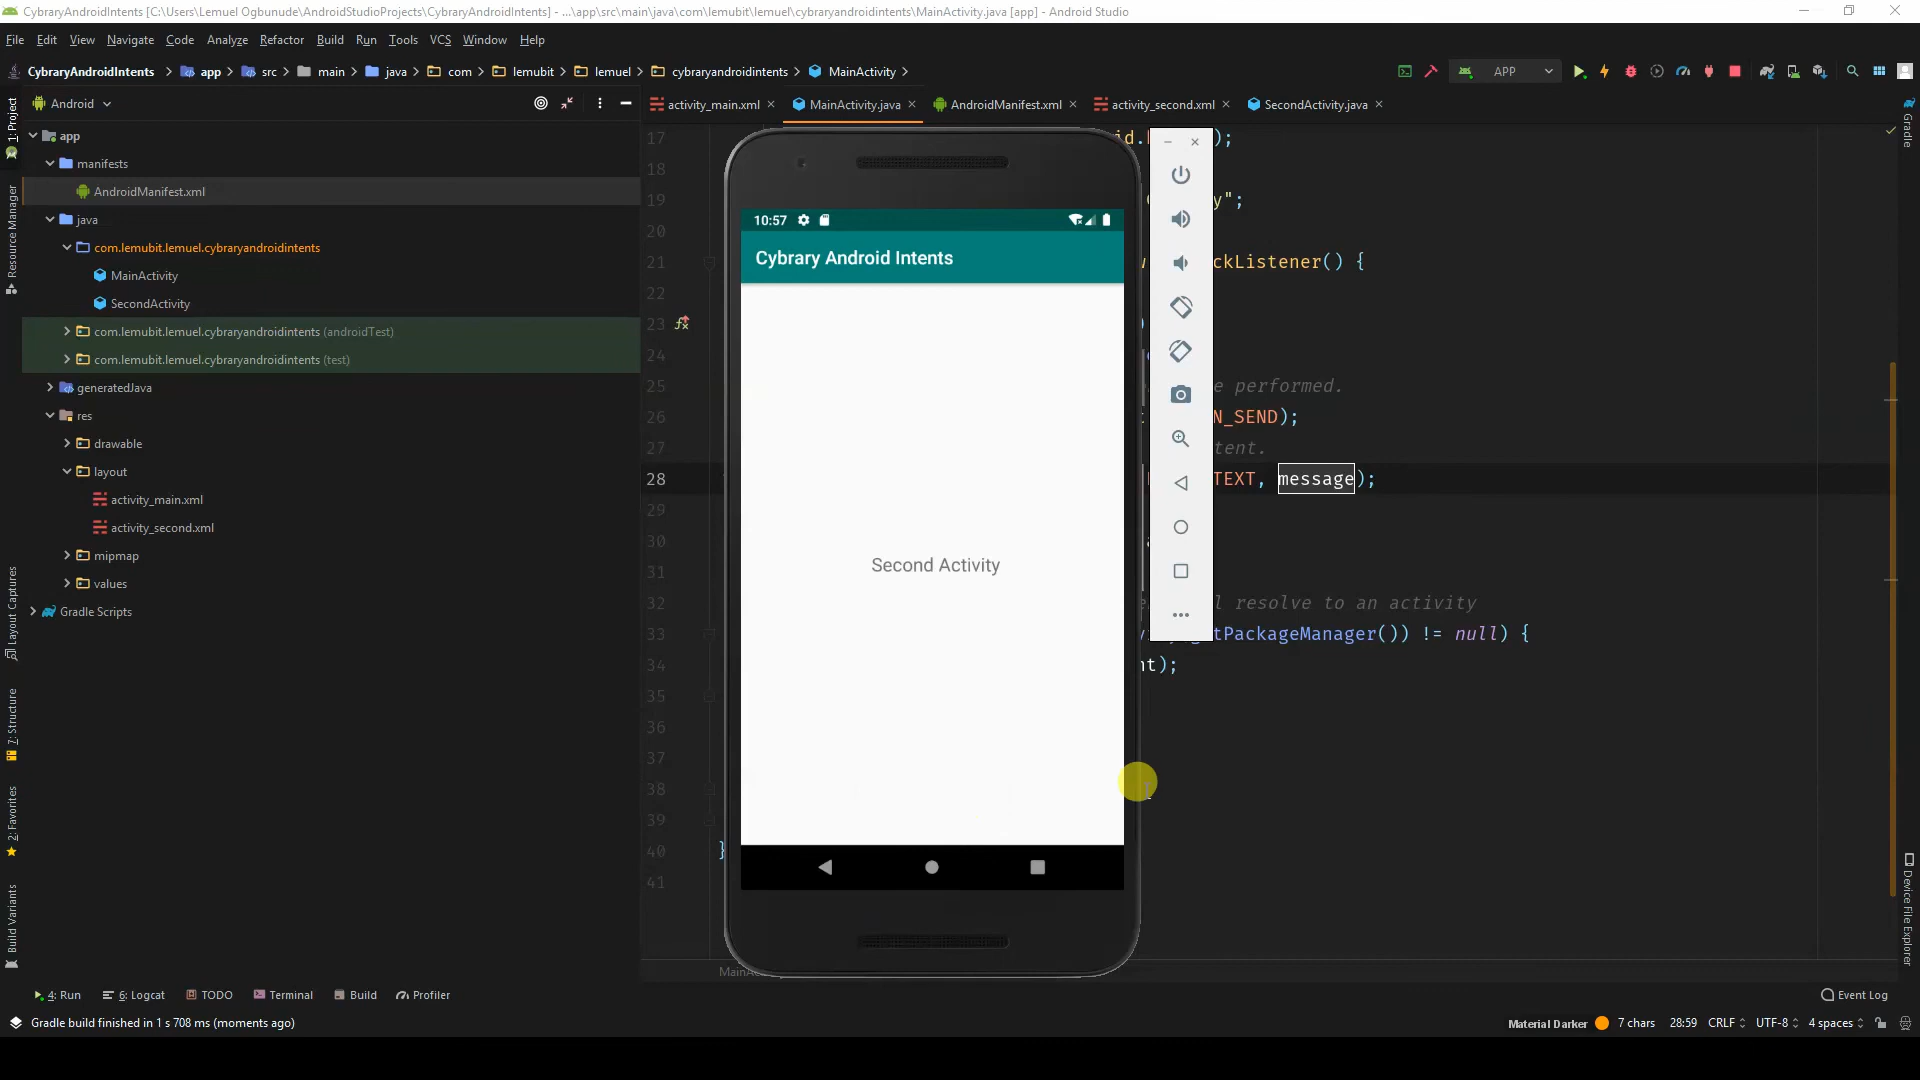 CybraryAndroidIntents [C:\Users\Lemuel Ogbunude\AndroidStudioProjects\CybraryAndroidIntents] - ...\app\src\main\java\com\lemubit\lemuel\cybraryandroidintents\MainActivity.java [app] - Android Studio
File Edit View Navigate Code Analyze Refactor Build Run Tools VCS Window Help
CybraryAndroidIntents app src main java com lemubit lemuel cybraryandroidintents MainActivity APP
Android
activity_main.xml MainActivity.java AndroidManifest.xml activity_second.xml SecondActivity.java
1: Project
Resource Manager
Layout Captures
7: Structure
2: Favorites
Build Variants
app
manifests
AndroidManifest.xml
java
com.lemubit.lemuel.cybraryandroidintents
MainActivity
SecondActivity
com.lemubit.lemuel.cybraryandroidintents (androidTest)
com.lemubit.lemuel.cybraryandroidintents (test)
generatedJava
res
drawable
layout
activity_main.xml
activity_second.xml
mipmap
values
Gradle Scripts
10:57
Cybrary Android Intents
Second Activity
17 );
18
19 y";
20
21 ckListener() {
22
23 )
24
25 e performed.
26 N_SEND);
27 tent.
28 TEXT, message);
29
30
31
32 l resolve to an activity
33 tPackageManager()) != null) {
34 nt);
35
36
37
38
39
40 }
41
MainAc
Gradle
Device File Explorer
4: Run 6: Logcat TODO Terminal Build Profiler Event Log
Gradle build finished in 1 s 708 ms (moments ago) Material Darker 7 chars 28:59 CRLF UTF-8 4 spaces